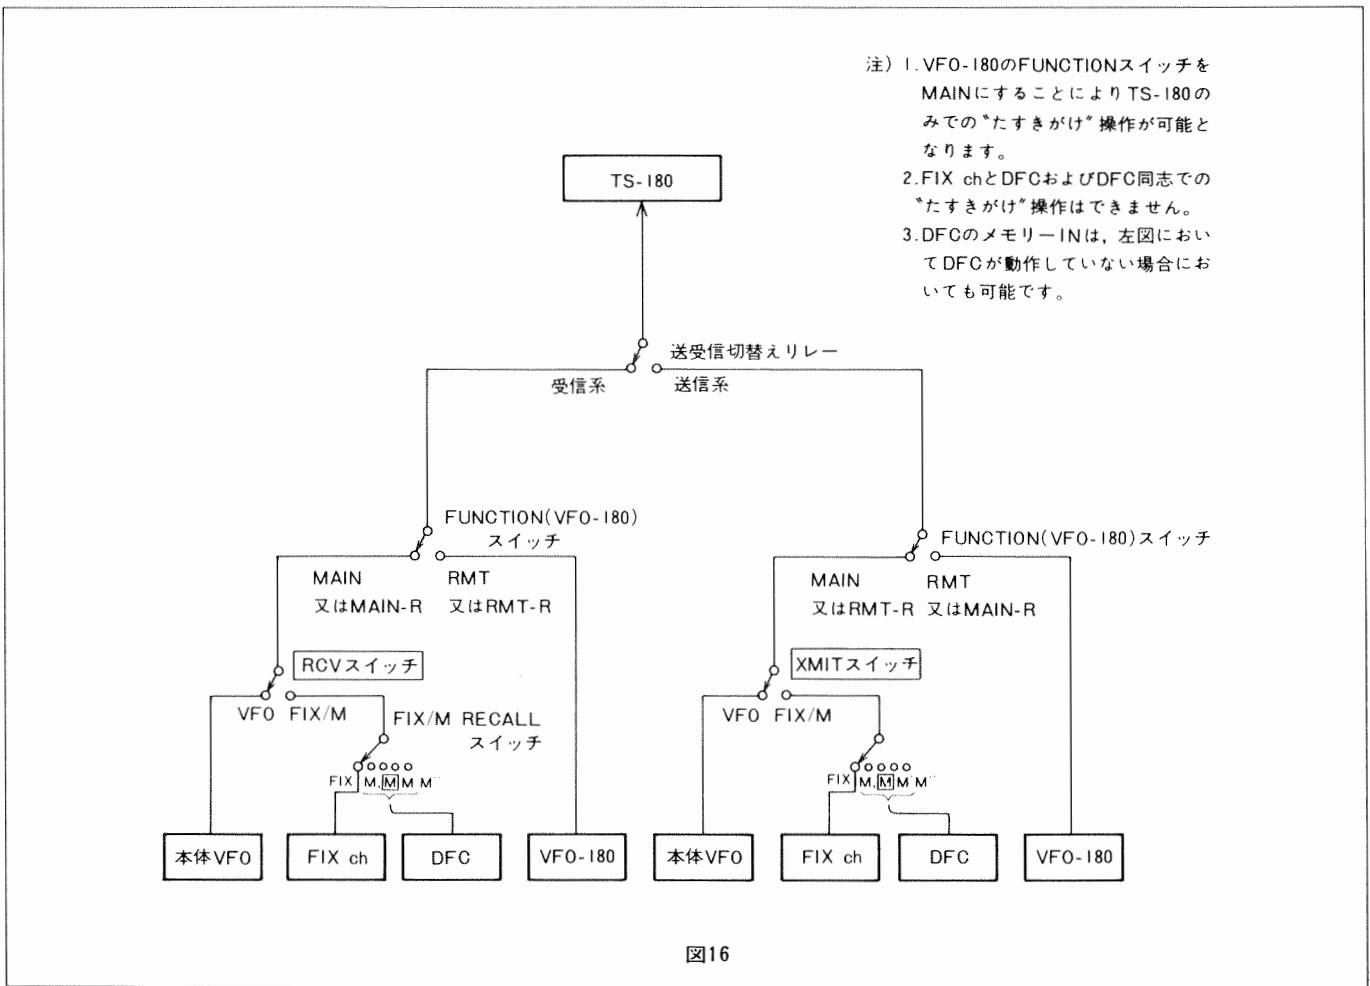 注) 1.VFO-180のFUNCTIONスイッチを
MAINにすることによりTS-180の
みでの〝たすきがけ〟操作が可能と
なります。
2.FIX chとDFCおよびDFC同志での
〝たすきがけ〟操作はできません。
3.DFCのメモリーINは，左図におい
てDFCが動作していない場合にお
いても可能です。
TS-180
送受信切替えリレー
受信系
送信系
FUNCTION(VFO-180)
スイッチ
FUNCTION(VFO-180)スイッチ
MAIN
又はMAIN-R
RMT
又はRMT-R
MAIN
又はRMT-R
RMT
又はMAIN-R
RCVスイッチ
XMITスイッチ
VFO FIX/M
VFO FIX/M
FIX/M RECALL
スイッチ
FIX M, M M M
FIX M, M M M
本体VFO
FIX ch
DFC
VFO-180
本体VFO
FIX ch
DFC
VFO-180
図16